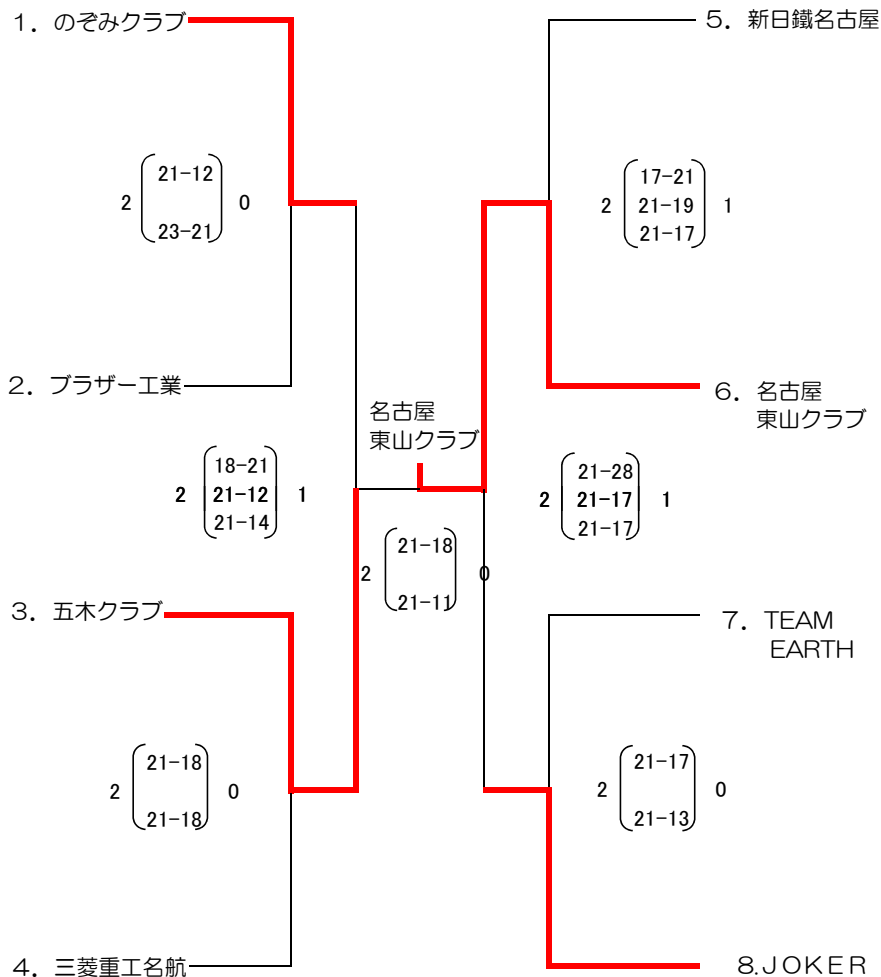 1．のぞみクラブ
5．新日鐵名古屋
2
21-12
23-21
0
2
17-21
21-19
21-17
1
2．ブラザー工業
6．名古屋
東山クラブ
名古屋
東山クラブ
2
18-21
21-12
21-14
1
2
21-28
21-17
21-17
1
2
21-18
21-11
0
3．五木クラブ
7．TEAM
EARTH
2
21-18
21-18
0
2
21-17
21-13
0
4．三菱重工名航
8.JOKER